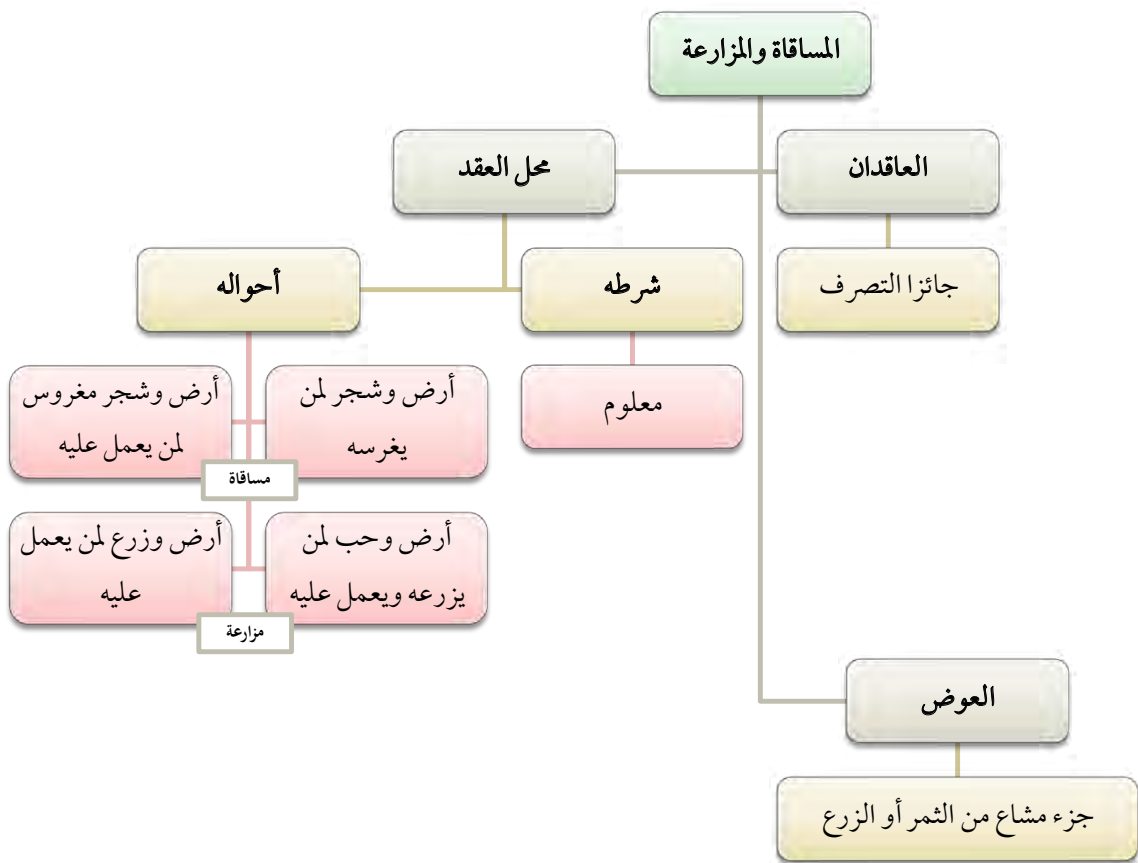 المساقاة والمزارعة
العاقدان
محل العقد
جائزا التصرف
شرطه
أحواله
معلوم
أرض وشجر لمن
يغرسه
أرض وشجر مغروس
لمن يعمل عليه
مساقاة
أرض وحب لمن
يزرعه ويعمل عليه
أرض وزرع لمن يعمل
عليه
مزارعة
العوض
جزء مشاع من الثمر أو الزرع